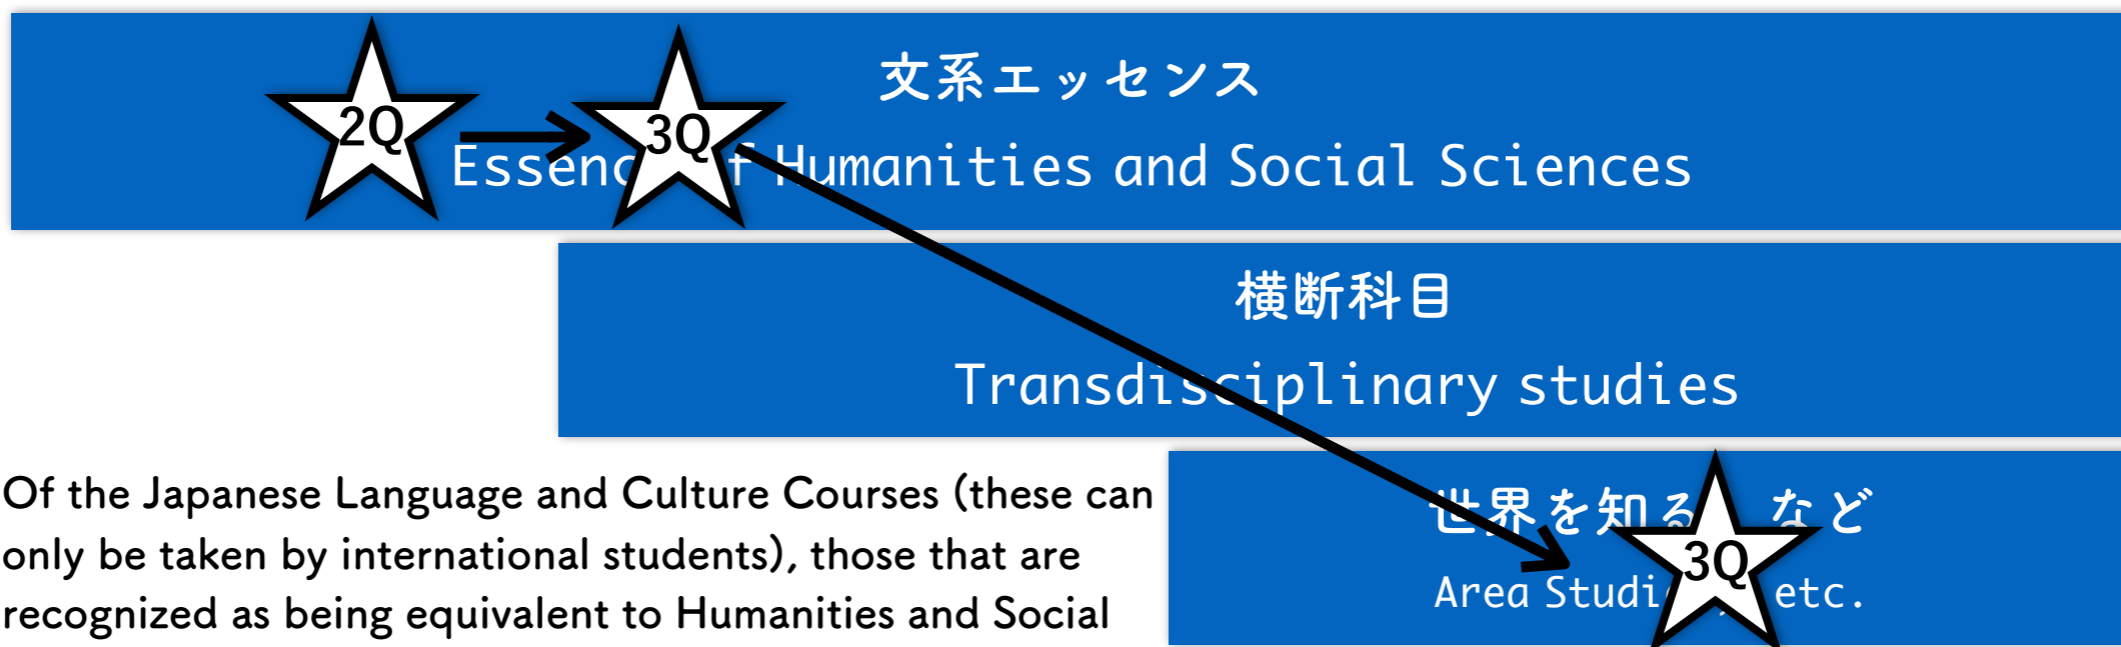 文系エッセンス
2Q
3Q
of Humanities and Social Sciences
横断科目
Transdisciplinary studies
世界を知る など
3Q
Area etc.
Of the Japanese Language and Culture Courses (these can
only be taken by international students), those that are
recognized as being equivalent to Humanities and Social